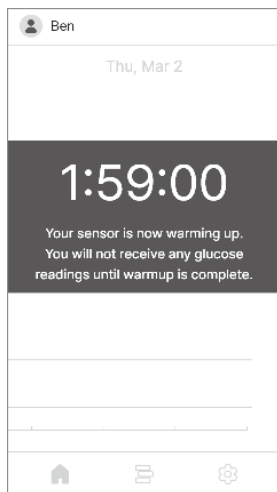 Ben
Thu, Mar 2
1:59:00
Your sensor is now warming up.
You will not receive any glucose
readings until warmup is complete.